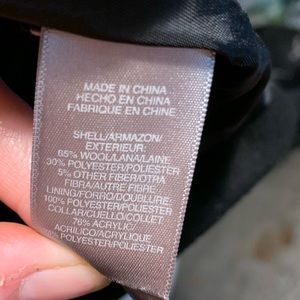 MADE IN CHINA
HECHO EN CHINA
FABRIQUE EN CHINE
SHELL/ARMAZON/
EXTERIEUR:
65% WOOL/LANA/LAINE
30% POLYESTER/POLIESTER
5% OTHER FIBER/OTRA
FIBRA/AUTRE FIBRE
LINING/FORRO/DOUBLURE
100% POLYESTER/POLIESTER
COLLAR/CUELLO/COLLET
76% ACRYLIC/
ACRILICO/ACRYLIQUE
POLYESTER/POLIESTER